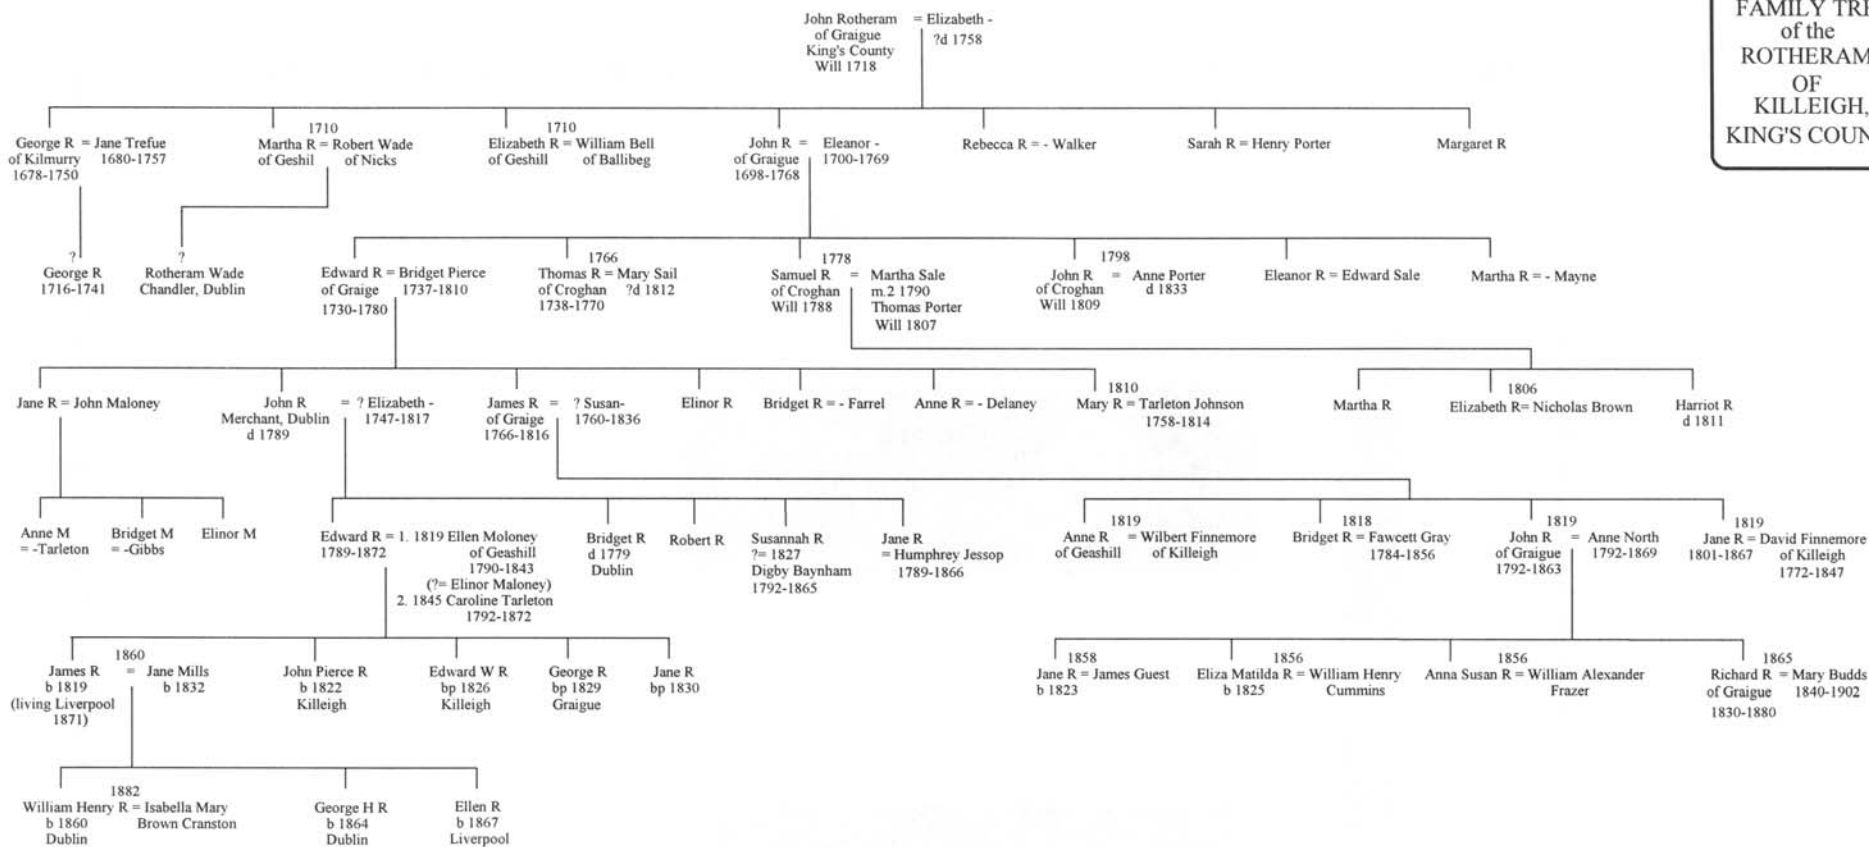 FAMILY TRE
of the
ROTHERAM
OF
KILLEIGH,
KING'S COUN
John Rotheram = Elizabeth -
of Graigue ?d 1758
King's County
Will 1718
George R = Jane Trefue
of Kilmurry 1680-1757
1678-1750
1710
Martha R = Robert Wade
of Geshil of Nicks
1710
Elizabeth R = William Bell
of Geshill of Ballibeg
John R = Eleanor -
of Graigue 1700-1769
1698-1768
Rebecca R = - Walker
Sarah R = Henry Porter
Margaret R
?
George R
1716-1741
?
Rotheram Wade
Chandler, Dublin
Edward R = Bridget Pierce
of Graige 1737-1810
1730-1780
1766
Thomas R = Mary Sail
of Croghan ?d 1812
1738-1770
1778
Samuel R = Martha Sale
of Croghan m.2 1790
Will 1788 Thomas Porter
Will 1807
1798
John R = Anne Porter
of Croghan d 1833
Will 1809
Eleanor R = Edward Sale
Martha R = - Mayne
Jane R = John Maloney
John R = ? Elizabeth -
Merchant, Dublin 1747-1817
d 1789
James R = ? Susan-
of Graige 1760-1836
1766-1816
Elinor R
Bridget R = - Farrel
Anne R = - Delaney
1810
Mary R = Tarleton Johnson
1758-1814
Martha R
1806
Elizabeth R= Nicholas Brown
Harriot R
d 1811
Anne M
= -Tarleton
Bridget M
= -Gibbs
Elinor M
Edward R = 1. 1819 Ellen Moloney
1789-1872 of Geashill
1790-1843
(?= Elinor Maloney)
2. 1845 Caroline Tarleton
1792-1872
Bridget R
d 1779
Dublin
Robert R
Susannah R
?= 1827
Digby Baynham
1792-1865
Jane R
= Humphrey Jessop
1789-1866
1819
Anne R = Wilbert Finnemore
of Geashill of Killeigh
1818
Bridget R = Fawcett Gray
1784-1856
1819
John R = Anne North
of Graigue 1792-1869
1792-1863
1819
Jane R = David Finnemore
1801-1867 of Killeigh
1772-1847
1860
James R = Jane Mills
b 1819 b 1832
(living Liverpool
1871)
John Pierce R
b 1822
Killeigh
Edward W R
bp 1826
Killeigh
George R
bp 1829
Graigue
Jane R
bp 1830
1858
Jane R = James Guest
b 1823
1856
Eliza Matilda R = William Henry
b 1825 Cummins
1856
Anna Susan R = William Alexander
Frazer
1865
Richard R = Mary Budds
of Graigue 1840-1902
1830-1880
1882
William Henry R = Isabella Mary
b 1860 Brown Cranston
Dublin
George H R
b 1864
Dublin
Ellen R
b 1867
Liverpool